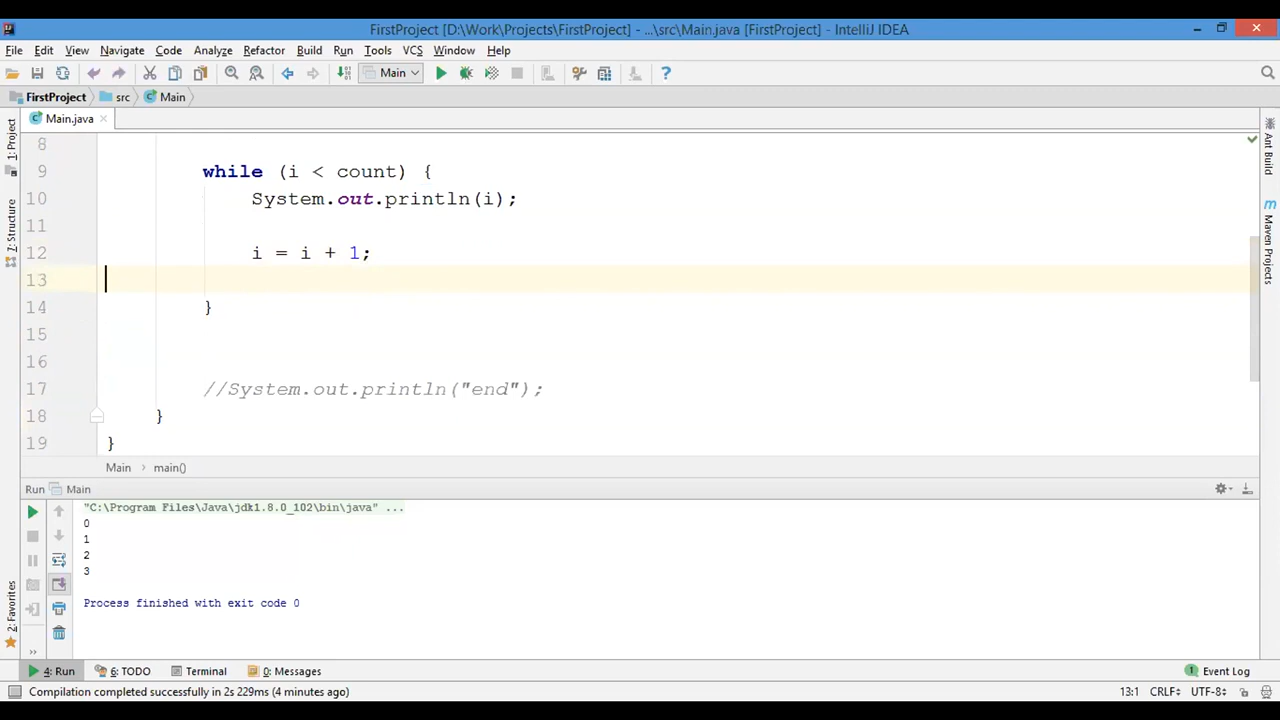 FirstProject [D:\Work\Projects\FirstProject] - ...\src\Main.java [FirstProject] - IntelliJ IDEA
File Edit View Navigate Code Analyze Refactor Build Run Tools VCS Window Help
Main
FirstProject src Main
Main.java
1: Project
7: Structure
2: Favorites
Ant Build
Maven Projects
8
9 while (i < count) {
10 System.out.println(i);
11
12 i = i + 1;
13
14 }
15
16
17 //System.out.println("end");
18 }
19 }
Main main()
Run Main
"C:\Program Files\Java\jdk1.8.0_102\bin\java" ...
0
1
2
3
Process finished with exit code 0
4: Run 6: TODO Terminal 0: Messages 1 Event Log
Compilation completed successfully in 2s 229ms (4 minutes ago) 13:1 CRLF UTF-8